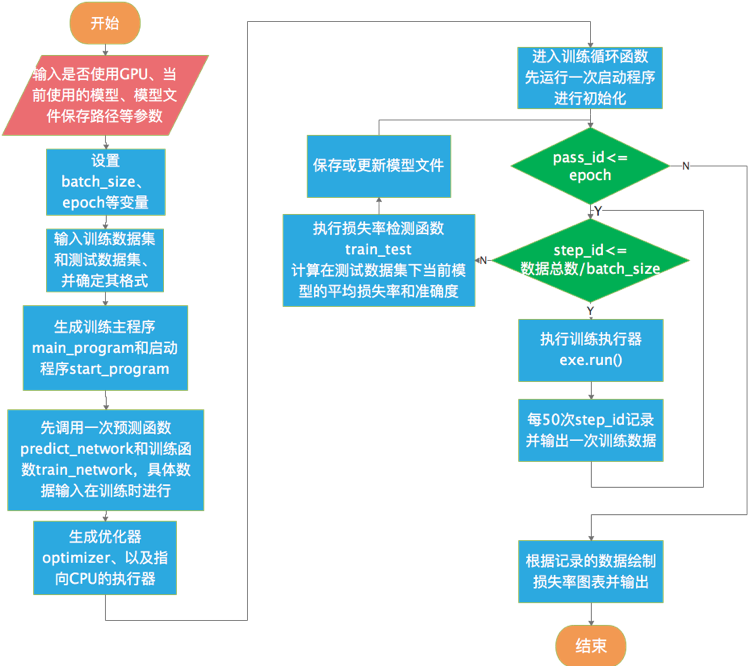 开始
输入是否使用GPU、当
前使用的模型、模型文
件保存路径等参数
设置
batch_size、
epoch等变量
输入训练数据集
和测试数据集、
并确定其格式
生成训练主程序
main_program和启动
程序start_program
先调用一次预测函数
predict_network和训练函
数train_network，具体数
据输入在训练时进行
生成优化器
optimizer、以及指
向CPU的执行器
进入训练循环函数
先运行一次启动程序
进行初始化
pass_id<=
epoch
N
Y
保存或更新模型文件
执行损失率检测函数
train_test
计算在测试数据集下当前模
型的平均损失率和准确度
N
step_id<=
数据总数/batch_size
Y
执行训练执行器
exe.run()
每50次step_id记录
并输出一次训练数据
根据记录的数据绘制
损失率图表并输出
结束